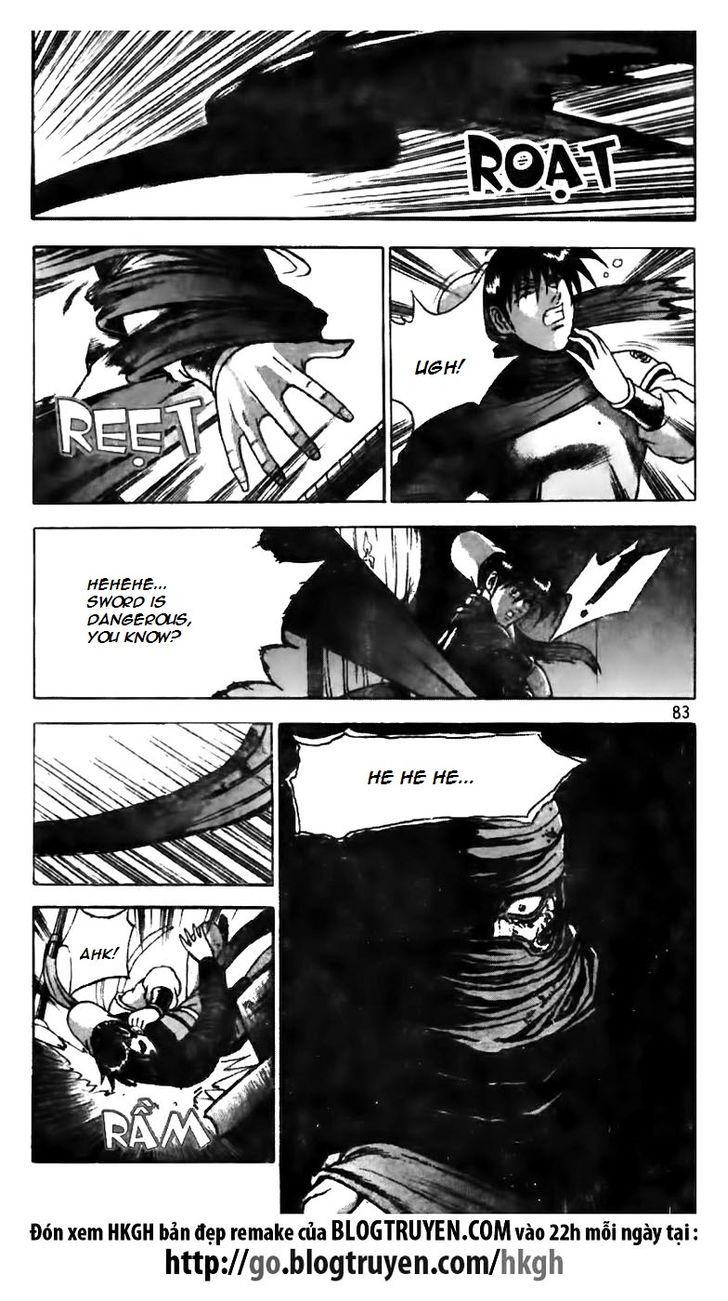 ROẠT
REẸT
UGH!
HEHEHE...
SWORD IS
DANGEROUS,
YOU KNOW?
!
83
HE HE HE...
AHK!
RẦM
Đón xem HKGH bản đẹp remake của BLOGTRUYEN.COM vào 22h mỗi ngày tại :
http://go.blogtruyen.com/hkgh